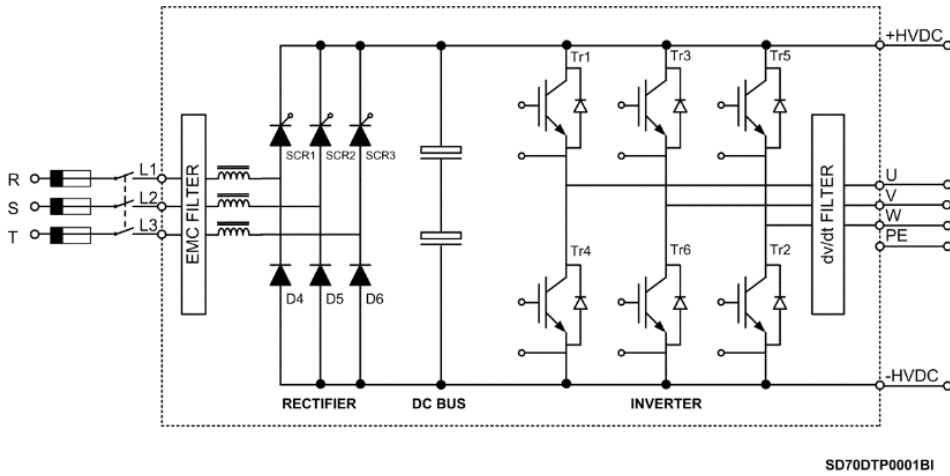 +HVDC
Tr1
Tr3
Tr5
SCR1
SCR2
SCR3
R
L1
S
L2
T
L3
EMC FILTER
dv/dt FILTER
U
V
W
PE
Tr4
Tr6
Tr2
D4
D5
D6
-HVDC
RECTIFIER
DC BUS
INVERTER
SD70DTP0001BI